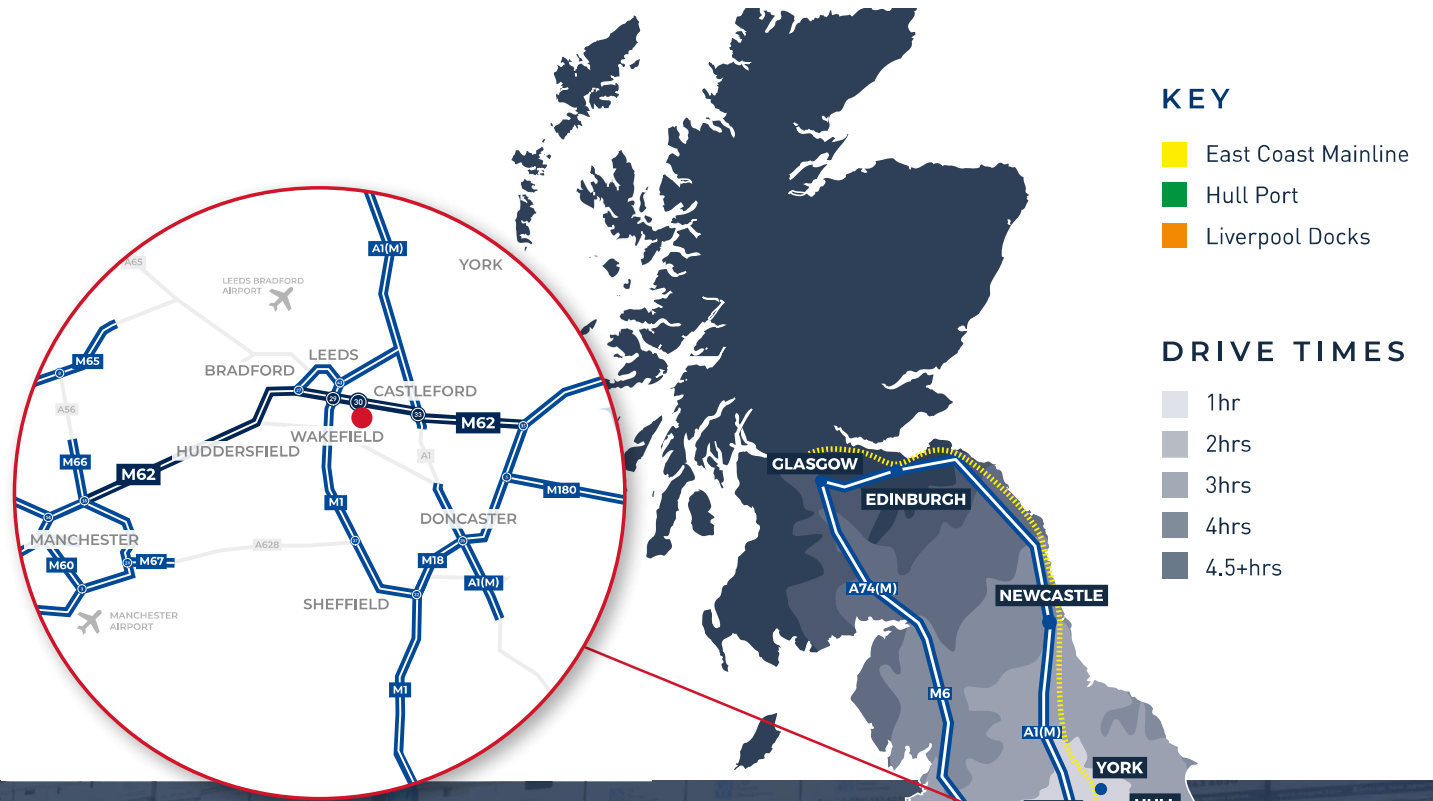 KEY
East Coast Mainline
Hull Port
Liverpool Docks
DRIVE TIMES
1hr
2hrs
3hrs
4hrs
4.5+hrs
A1(M)
YORK
A65
LEEDS BRADFORD
AIRPORT
M65
LEEDS
BRADFORD
CASTLEFORD
29
30
33
A56
M62
WAKEFIELD
HUDDERSFIELD
A1
M66
M62
M1
M180
DONCASTER
MANCHESTER
A628
M18
M60
M67
A1(M)
SHEFFIELD
MANCHESTER
AIRPORT
M1
GLASGOW
EDINBURGH
A74(M)
NEWCASTLE
M6
A1(M)
YORK
HULL